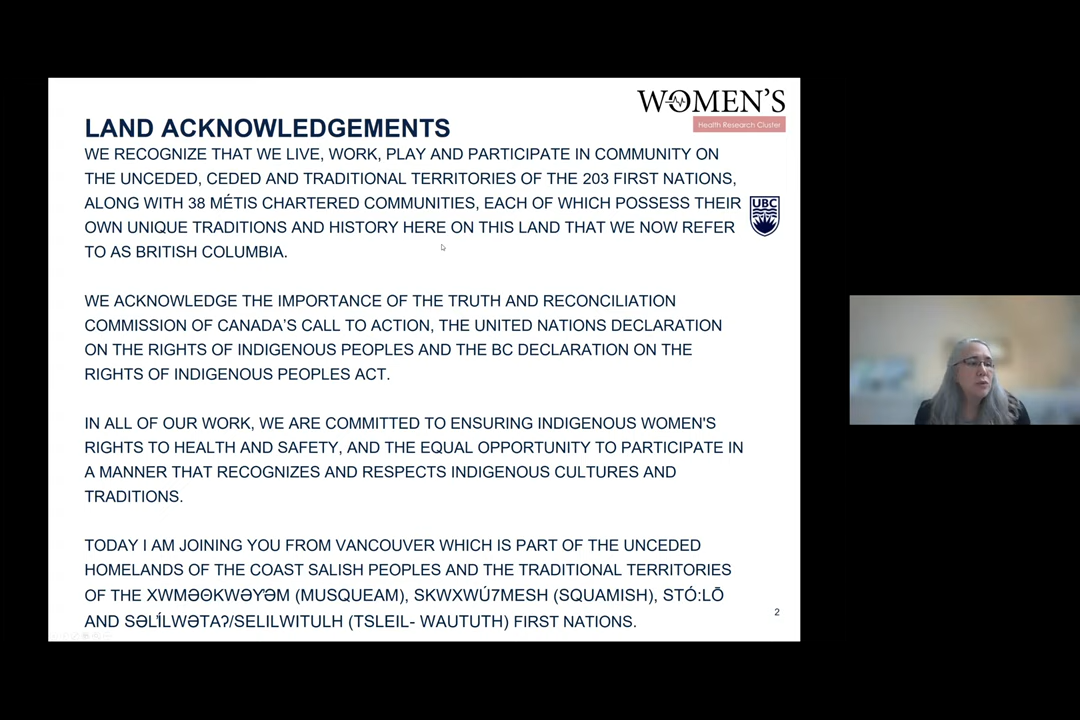 WOMEN'S
Health Research Cluster
LAND ACKNOWLEDGEMENTS
WE RECOGNIZE THAT WE LIVE, WORK, PLAY AND PARTICIPATE IN COMMUNITY ON
THE UNCEDED, CEDED AND TRADITIONAL TERRITORIES OF THE 203 FIRST NATIONS,
ALONG WITH 38 MÉTIS CHARTERED COMMUNITIES, EACH OF WHICH POSSESS THEIR
OWN UNIQUE TRADITIONS AND HISTORY HERE ON THIS LAND THAT WE NOW REFER
TO AS BRITISH COLUMBIA.
UBC
WE ACKNOWLEDGE THE IMPORTANCE OF THE TRUTH AND RECONCILIATION
COMMISSION OF CANADA'S CALL TO ACTION, THE UNITED NATIONS DECLARATION
ON THE RIGHTS OF INDIGENOUS PEOPLES AND THE BC DECLARATION ON THE
RIGHTS OF INDIGENOUS PEOPLES ACT.
IN ALL OF OUR WORK, WE ARE COMMITTED TO ENSURING INDIGENOUS WOMEN'S
RIGHTS TO HEALTH AND SAFETY, AND THE EQUAL OPPORTUNITY TO PARTICIPATE IN
A MANNER THAT RECOGNIZES AND RESPECTS INDIGENOUS CULTURES AND
TRADITIONS.
TODAY I AM JOINING YOU FROM VANCOUVER WHICH IS PART OF THE UNCEDED
HOMELANDS OF THE COAST SALISH PEOPLES AND THE TRADITIONAL TERRITORIES
OF THE XWMƏΘKWƏY̓ƏM (MUSQUEAM), SKWXWÚ7MESH (SQUAMISH), STÓ:LŌ
AND SƏL̓ÍLWƏTAʔ/SELILWITULH (TSLEIL- WAUTUTH) FIRST NATIONS.
2